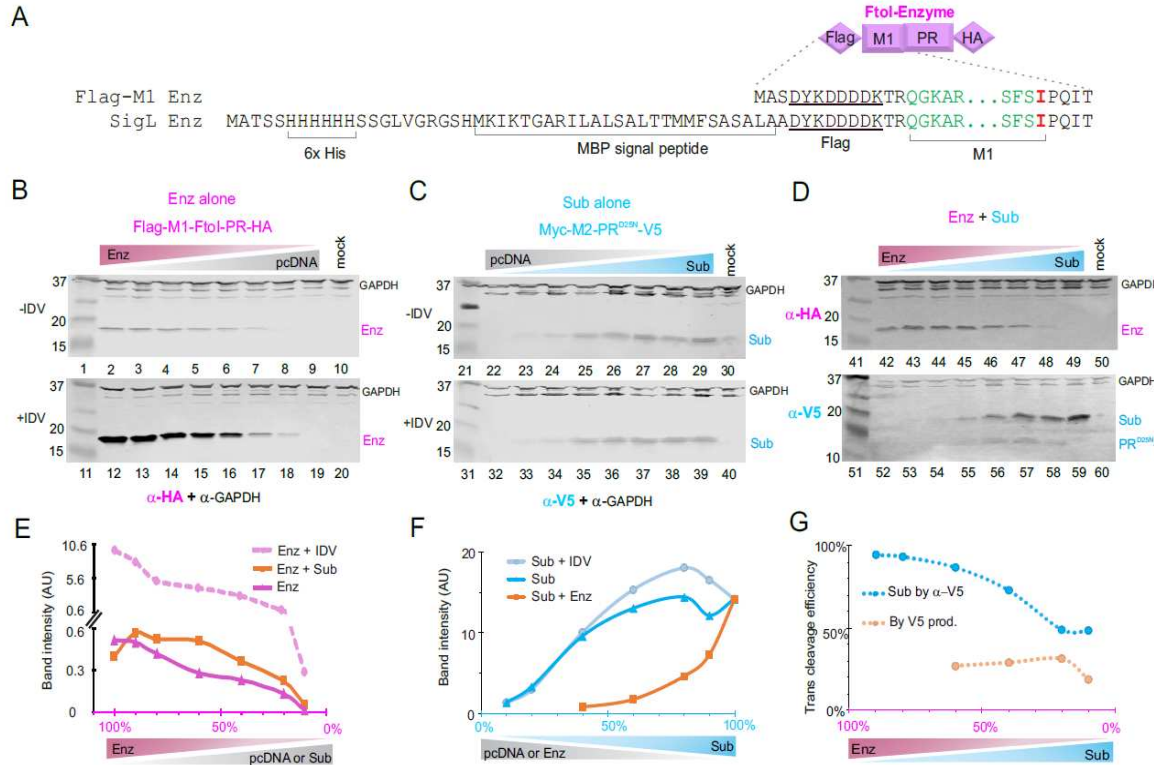 A
FtoI-Enzyme
Flag M1 PR HA
Flag-M1 Enz MASDYKDDDDKTRQGKAR...SFSIPQIT
SigL Enz MATSSHHHHHHSSGLVGRGSHMKIKTGARILALSALTTMMFSASALAADYKDDDDKTRQGKAR...SFSIPQIT
6x His MBP signal peptide Flag M1
B C D
Enz alone Sub alone Enz + Sub
Flag-M1-FtoI-PR-HA Myc-M2-PR^D25N-V5
Enz pcDNA mock pcDNA Sub mock Enz Sub mock
37 GAPDH 37 GAPDH 37 GAPDH
-IDV -IDV α-HA
20 Enz 20 Sub 20 Enz
15 15 15
1 2 3 4 5 6 7 8 9 10 21 22 23 24 25 26 27 28 29 30 41 42 43 44 45 46 47 48 49 50
37 GAPDH 37 GAPDH 37 GAPDH
+IDV +IDV α-V5
20 Enz 20 Sub 20 Sub
15 15 15 PR^D25N
10
11 12 13 14 15 16 17 18 19 20 31 32 33 34 35 36 37 38 39 40 51 52 53 54 55 56 57 58 59 60
α-HA + α-GAPDH α-V5 + α-GAPDH
E F G
Band intensity (AU)
10.6
5.6
0.6
0.6
0.3
0
Enz + IDV
Enz + Sub
Enz
100% 50% 0%
Enz pcDNA or Sub
Band intensity (AU)
20
10
0
Sub + IDV
Sub
Sub + Enz
0% 50% 100%
pcDNA or Enz Sub
Trans cleavage efficiency
100%
50%
0%
Sub by α-V5
By V5 prod.
100% 50% 0%
Enz Sub